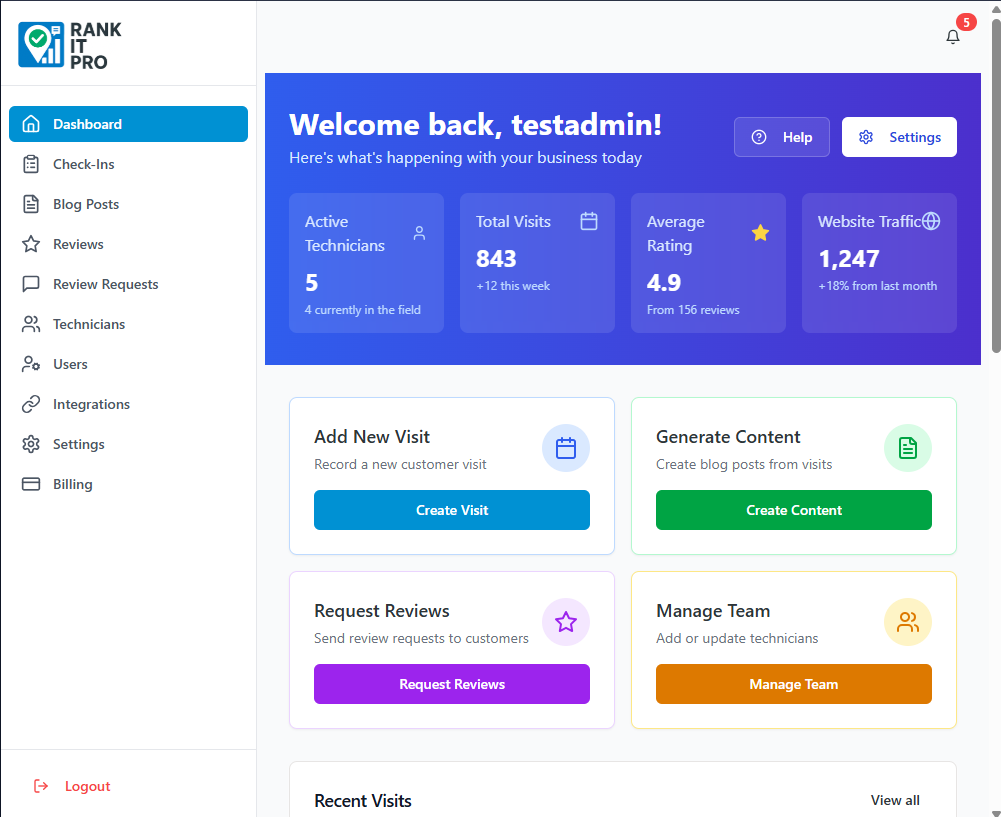 RANK
IT
PRO
5
Dashboard
Check-Ins
Blog Posts
Reviews
Review Requests
Technicians
Users
Integrations
Settings
Billing
Logout
Welcome back, testadmin!
Here's what's happening with your business today
Help
Settings
Active
Technicians
5
4 currently in the field
Total Visits
843
+12 this week
Average
Rating
4.9
From 156 reviews
Website Traffic
1,247
+18% from last month
Add New Visit
Record a new customer visit
Create Visit
Generate Content
Create blog posts from visits
Create Content
Request Reviews
Send review requests to customers
Request Reviews
Manage Team
Add or update technicians
Manage Team
Recent Visits
View all